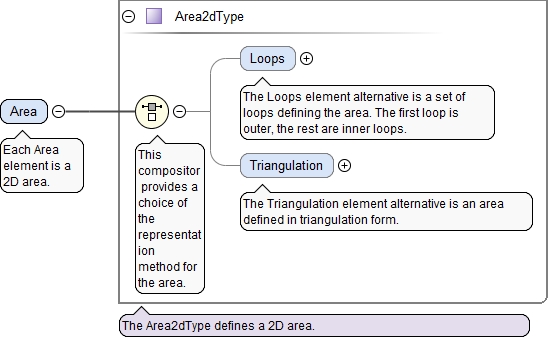 Area2dType
Loops
The Loops element alternative is a set of
loops defining the area. The first loop is
outer, the rest are inner loops.
Area
Each Area
element is a
2D area.
This
compositor
provides a
choice of
the
representat
ion
method for
the area.
Triangulation
The Triangulation element alternative is an area
defined in triangulation form.
The Area2dType defines a 2D area.